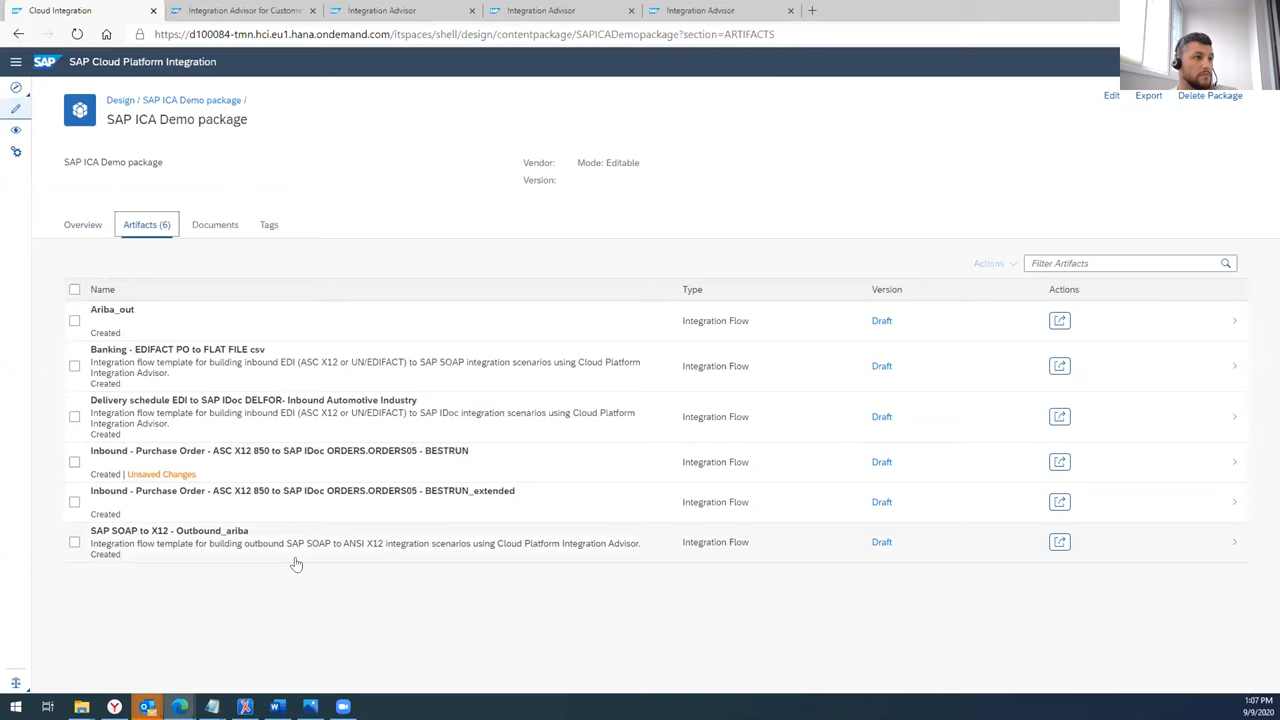 Cloud Integration
Integration Advisor for Custome
!ntegration Advisor
!ntegration Advisor
!ntegration Advisor
https://d100084-tmn.hci.eu1.hana.ondemand.com/itspaces/shell/design/contentpackage/SAPICADemopackage?section=ARTIFACTS
SAP SAP Cloud Platform Integration
Design / SAP ICA Demo package /
SAP ICA Demo package
Edit Export Delete Package
SAP ICA Demo package
Vendor: Mode: Editable
Version:
Overview Artifacts (6) Documents Tags
Actions Filter Artifacts
Name Type Version Actions
Ariba_out
Created
Integration Flow Draft
Banking - EDIFACT PO to FLAT FILE csv
Integration flow template for building inbound EDI (ASC X12 or UN/EDIFACT) to SAP SOAP integration scenarios using Cloud Platform
Integration Advisor.
Created
Integration Flow Draft
Delivery schedule EDI to SAP IDoc DELFOR- Inbound Automotive Industry
Integration flow template for building inbound EDI (ASC X12 or UN/EDIFACT) to SAP IDoc integration scenarios using Cloud Platform
Integration Advisor.
Created
Integration Flow Draft
Inbound - Purchase Order - ASC X12 850 to SAP IDoc ORDERS.ORDERS05 - BESTRUN
Created | Unsaved Changes
Integration Flow Draft
Inbound - Purchase Order - ASC X12 850 to SAP IDoc ORDERS.ORDERS05 - BESTRUN_extended
Created
Integration Flow Draft
SAP SOAP to X12 - Outbound_ariba
Integration flow template for building outbound SAP SOAP to ANSI X12 integration scenarios using Cloud Platform Integration Advisor.
Created
Integration Flow Draft
1:07 PM
9/9/2020